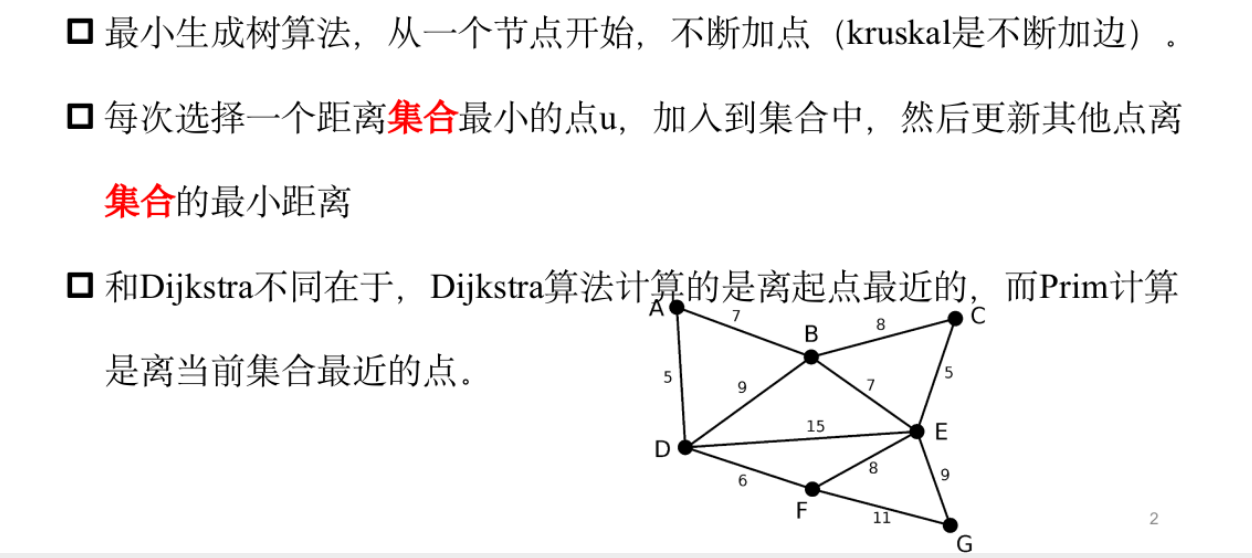 最小生成树算法，从一个节点开始，不断加点（kruskal是不断加边）。
每次选择一个距离集合最小的点u，加入到集合中，然后更新其他点离
集合的最小距离
和Dijkstra不同在于，Dijkstra算法计算的是离起点最近的，而Prim计算
是离当前集合最近的点。
A
7
B
8
C
5
9
7
5
15
E
D
6
8
9
F
11
G
2